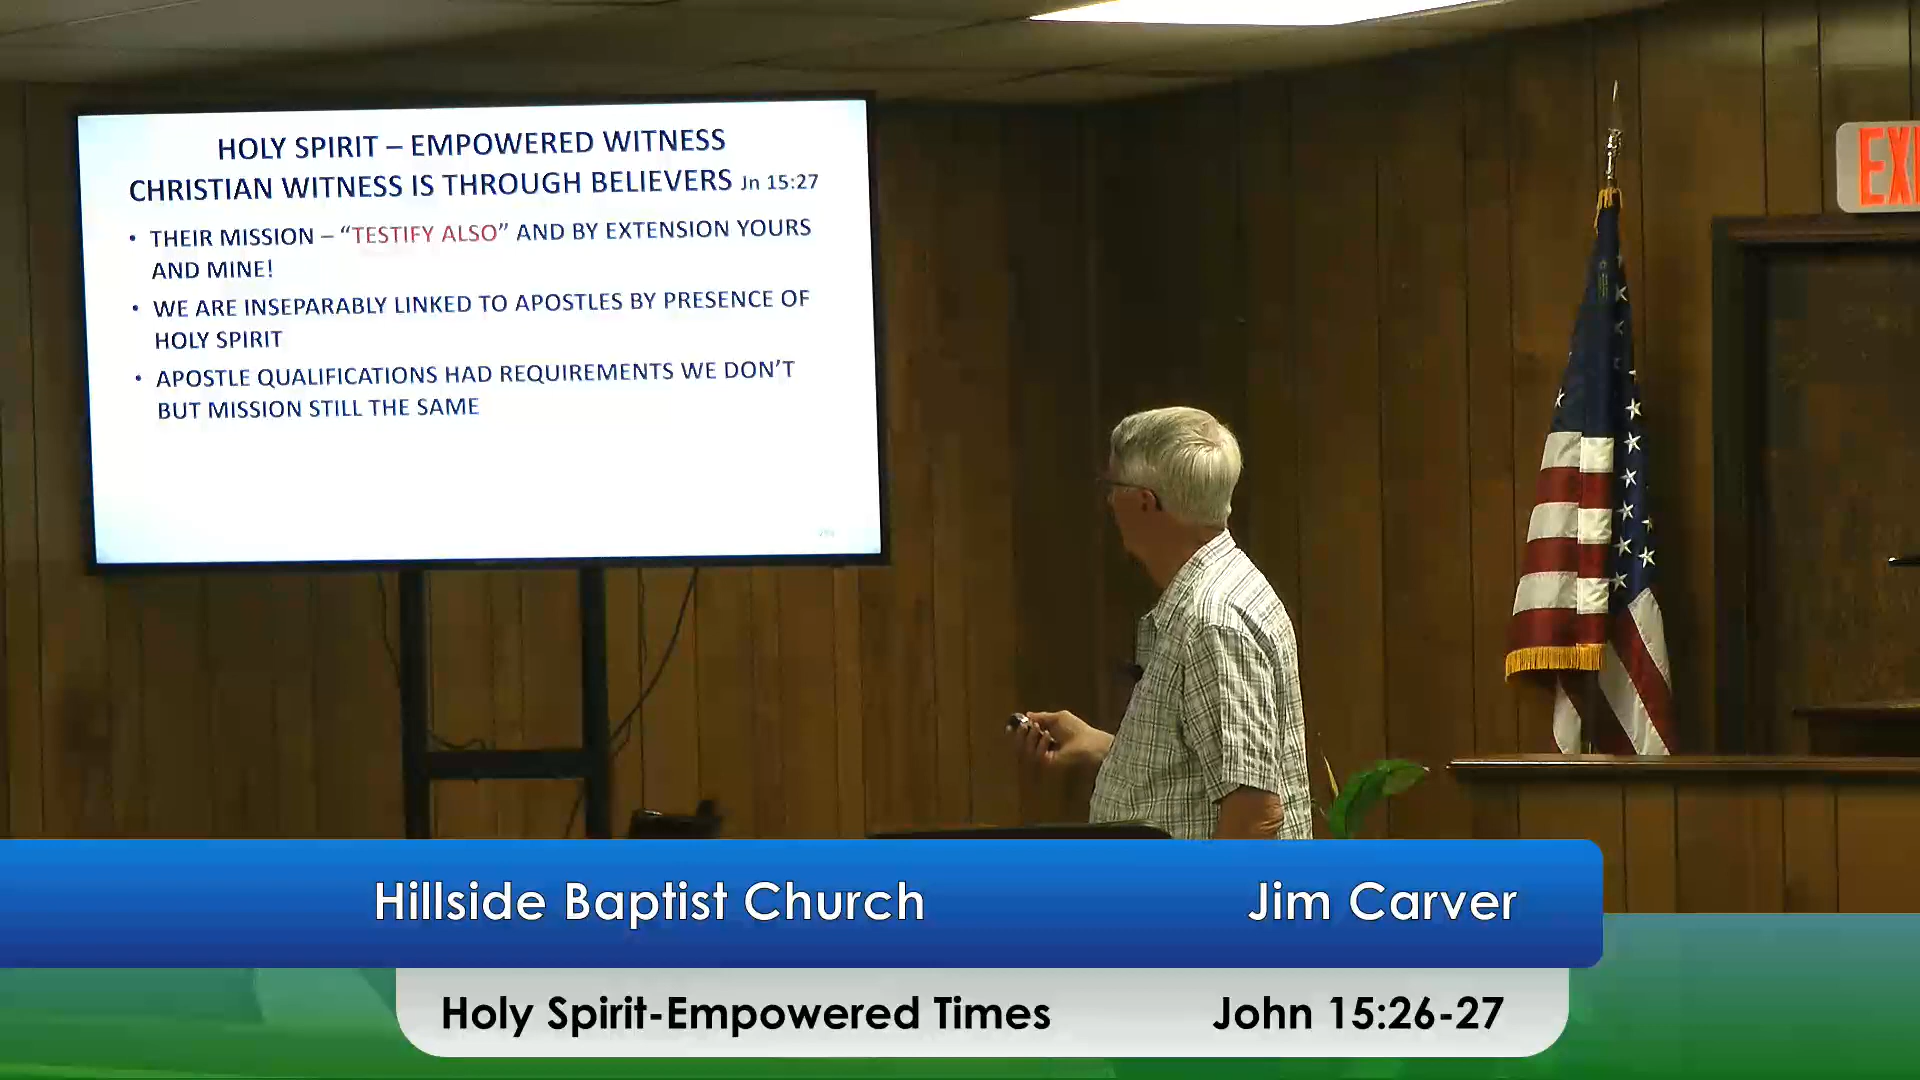 HOLY SPIRIT – EMPOWERED WITNESS
CHRISTIAN WITNESS IS THROUGH BELIEVERS Jn 15:27
• THEIR MISSION – “TESTIFY ALSO” AND BY EXTENSION YOURS
AND MINE!
• WE ARE INSEPARABLY LINKED TO APOSTLES BY PRESENCE OF
HOLY SPIRIT
• APOSTLE QUALIFICATIONS HAD REQUIREMENTS WE DON’T
BUT MISSION STILL THE SAME
Hillside Baptist Church Jim Carver
Holy Spirit-Empowered Times John 15:26-27